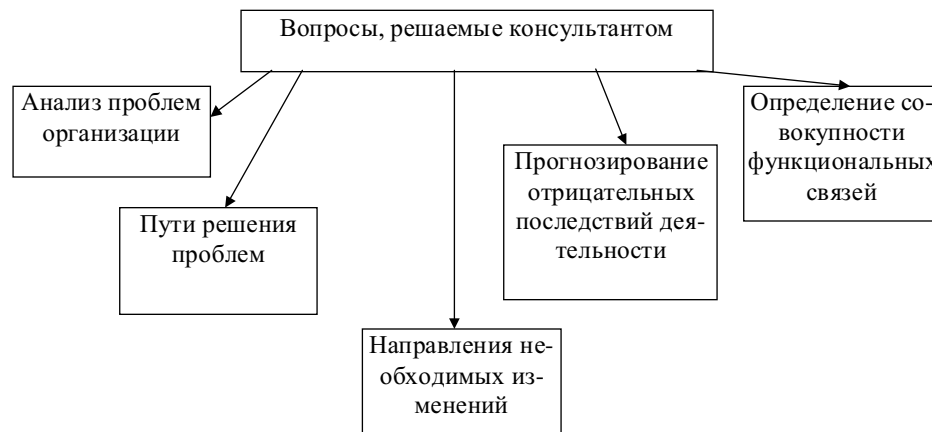 Вопросы, решаемые консультантом
Анализ проблем
организации
Пути решения
проблем
Направления не-
обходимых из-
менений
Прогнозирование
отрицательных
последствий дея-
тельности
Определение со-
вокупности
функциональных
связей